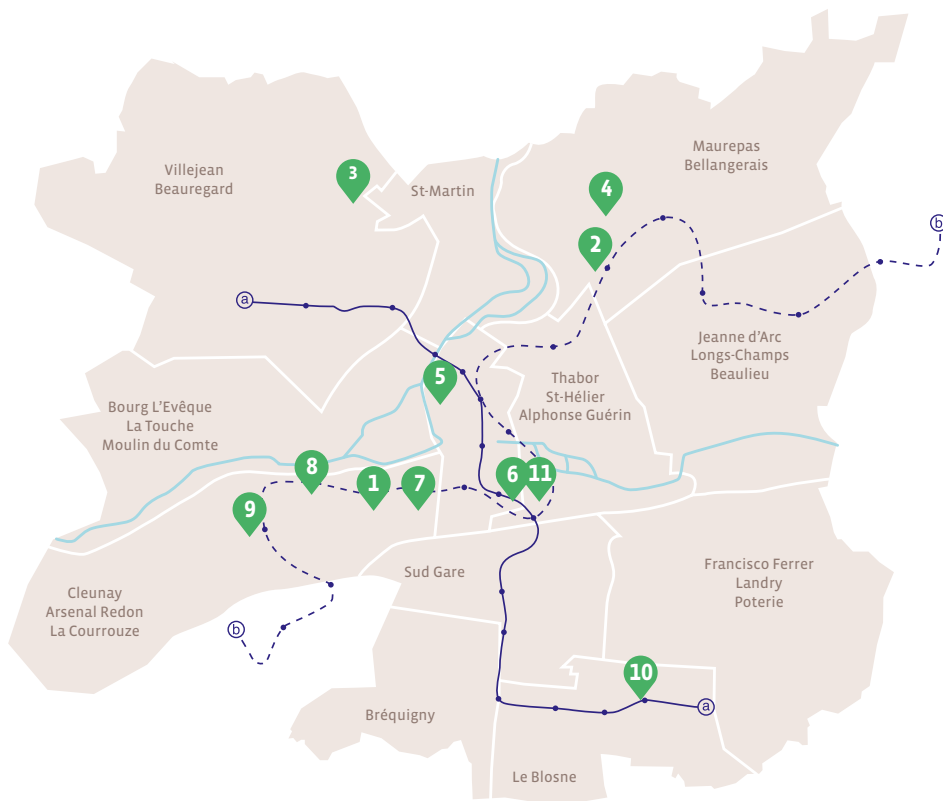 Maurepas
Bellangerais
Villejean
Beauregard
3
St-Martin
4
b
2
a
Jeanne d'Arc
Longs-Champs
Beaulieu
5
Thabor
St-Hélier
Alphonse Guérin
Bourg L'Evêque
La Touche
Moulin du Comte
8
1
7
6
11
9
Sud Gare
Francisco Ferrer
Landry
Poterie
Cleunay
Arsenal Redon
La Courrouze
b
10
a
Bréquigny
Le Blosne